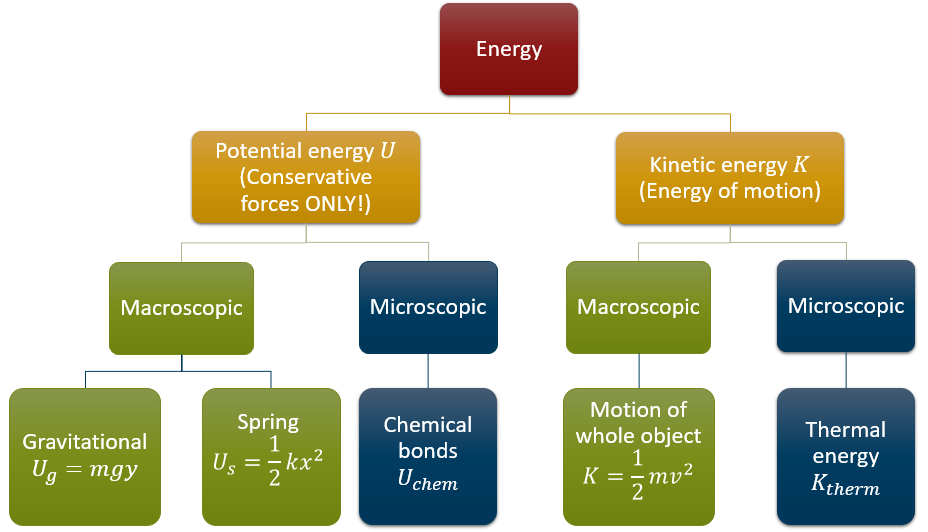 Energy
Potential energy U
(Conservative
forces ONLY!)
Kinetic energy K
(Energy of motion)
Macroscopic
Microscopic
Macroscopic
Microscopic
Gravitational
U_g = mgy
Spring
U_s = \frac{1}{2}kx^2
Chemical
bonds
U_{chem}
Motion of
whole object
K = \frac{1}{2}mv^2
Thermal
energy
K_{therm}